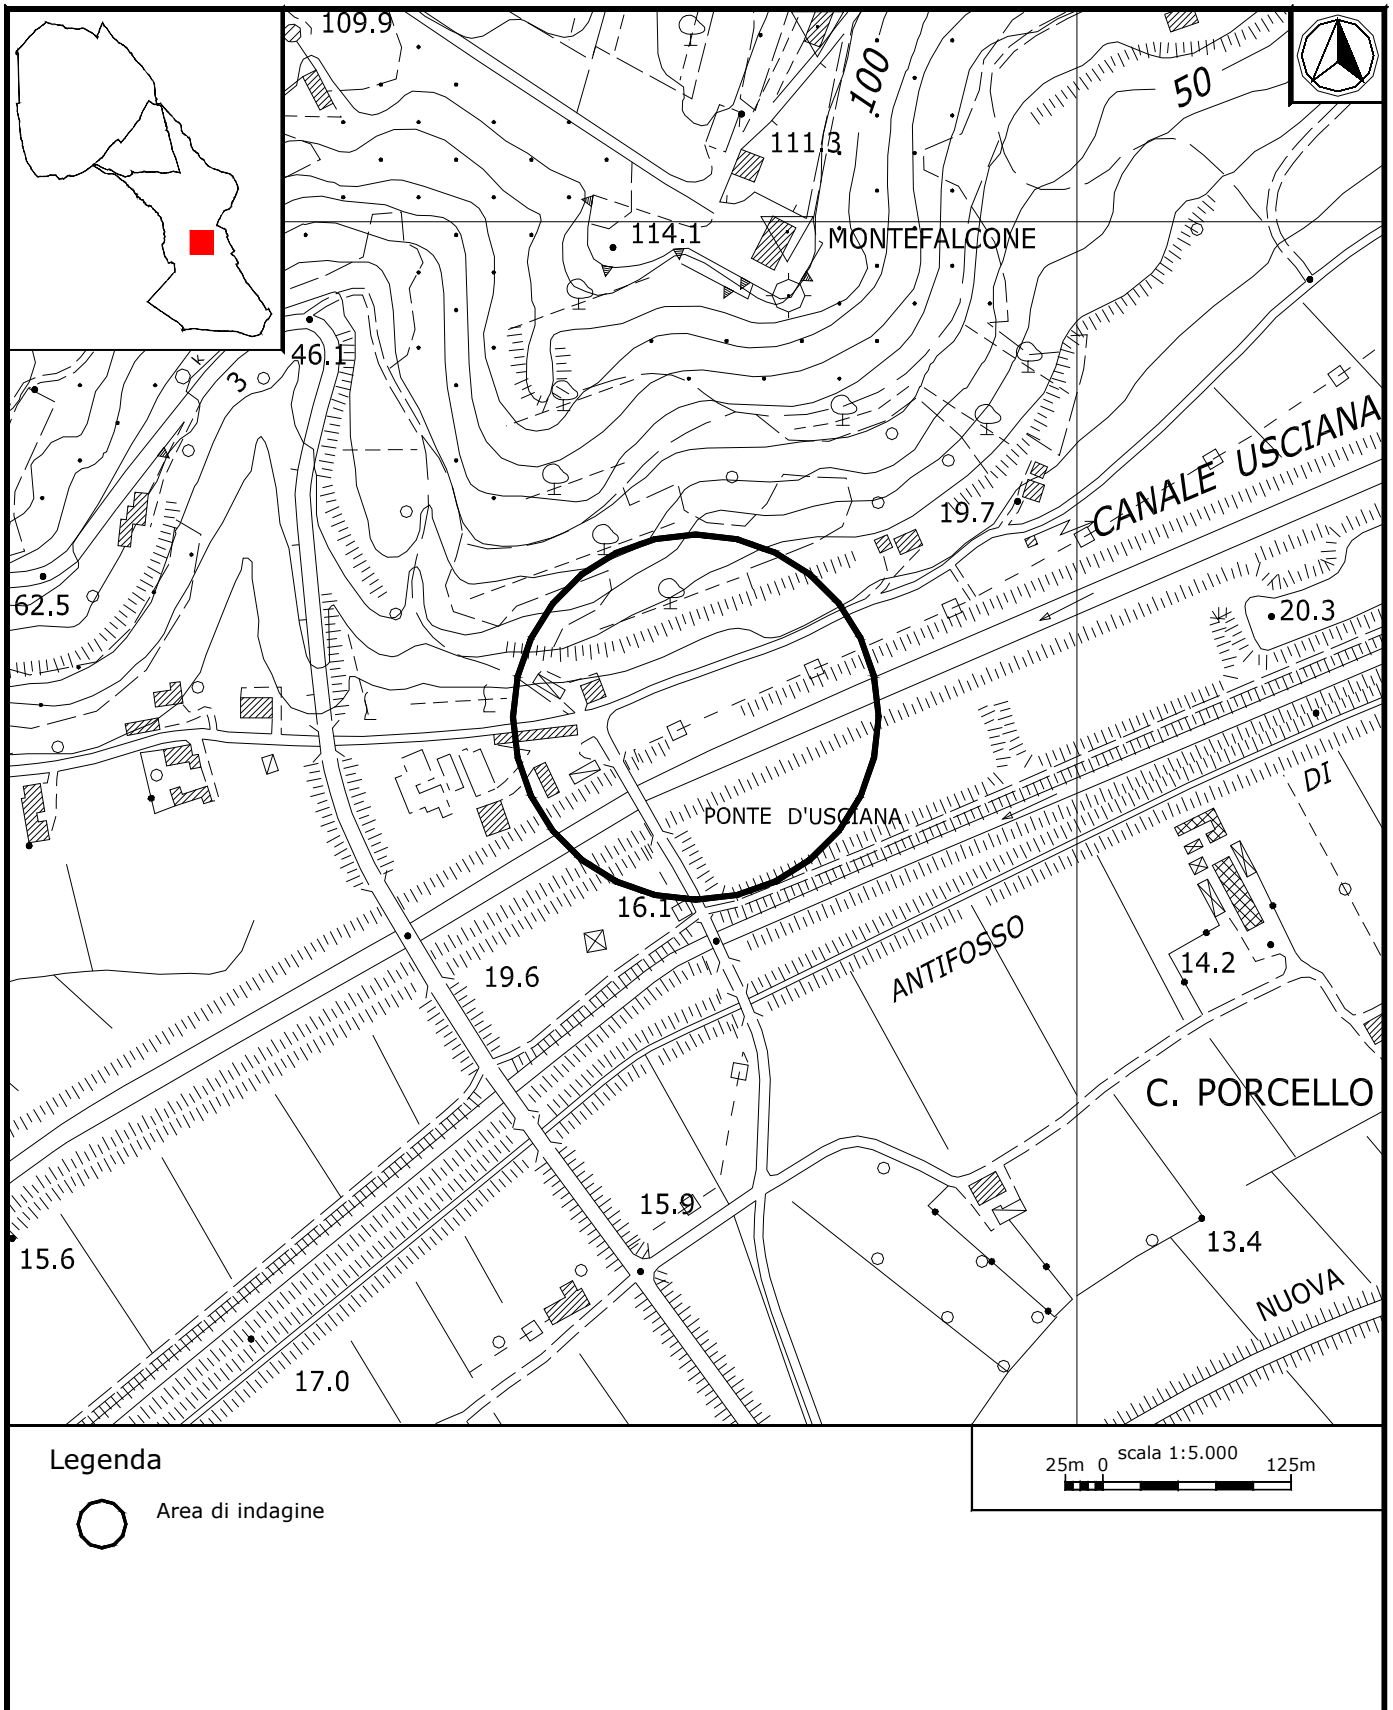 109.9
100
50
111.3
114.1
MONTEFALCONE
46.1
3
CANALE USCIANA
19.7
62.5
20.3
DI
PONTE D'USCIANA
16.1
ANTIFOSSO
14.2
19.6
C. PORCELLO
15.9
13.4
15.6
NUOVA
17.0
Legenda
Area di indagine
scala 1:5.000
25m 0 125m